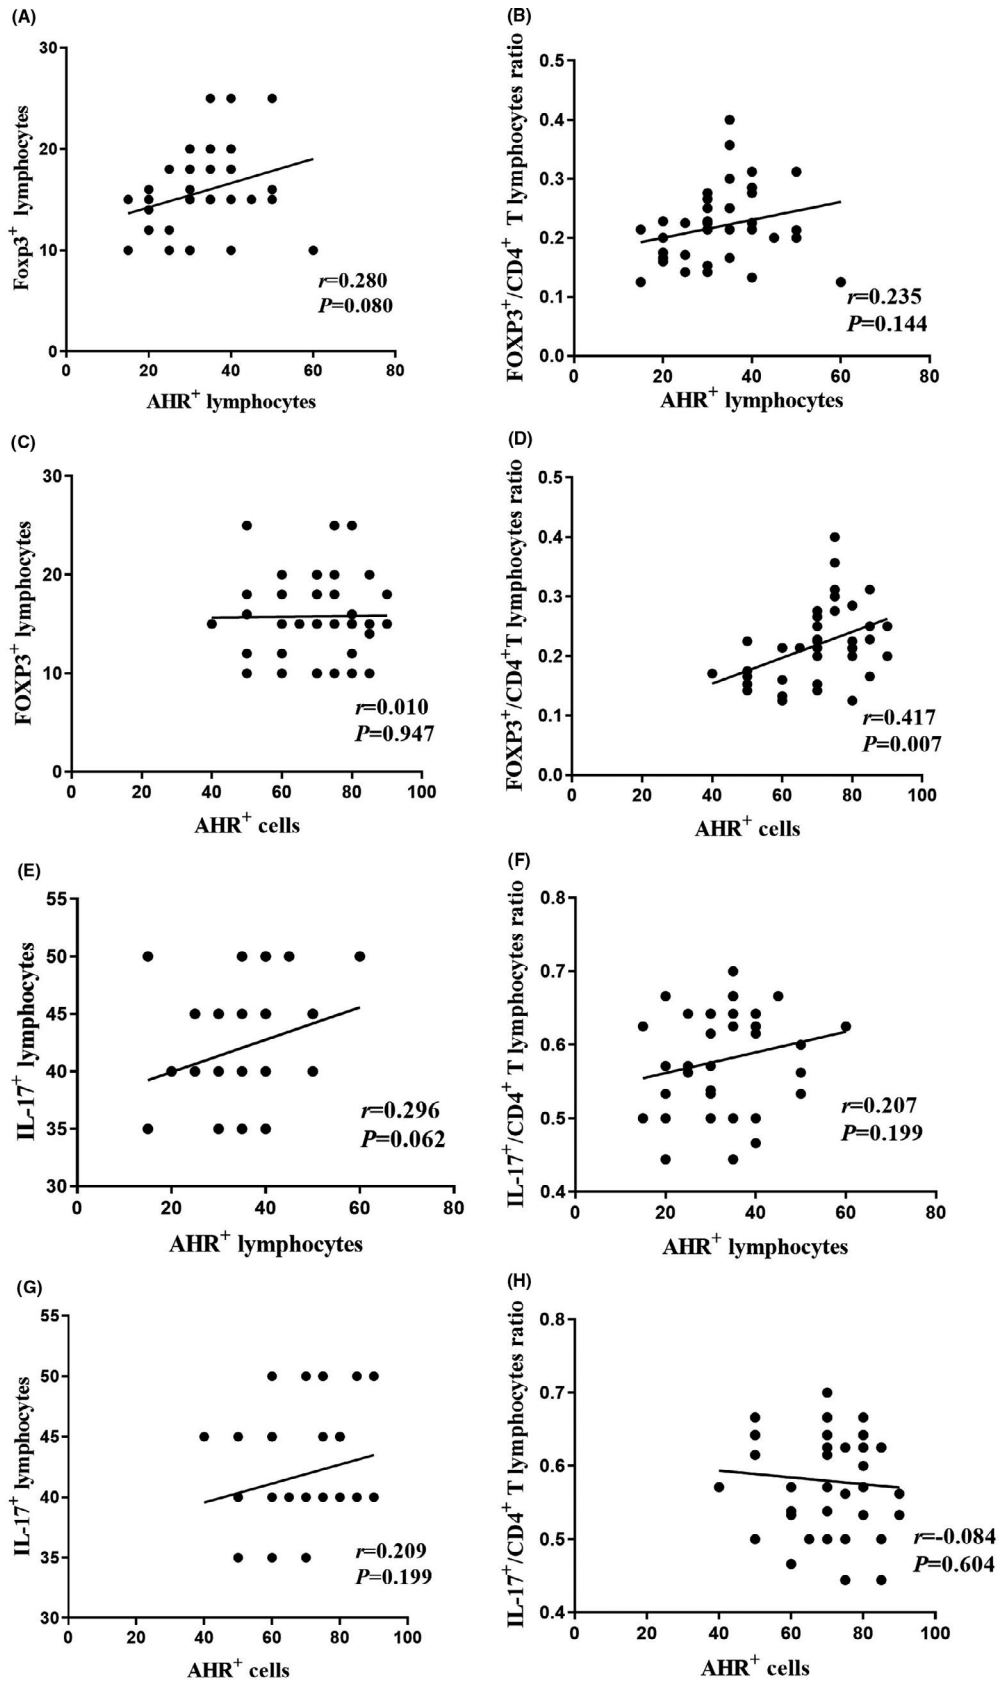 (A)
Foxp3+ lymphocytes
30
20
10
0
0 20 40 60 80
AHR+ lymphocytes
r=0.280
P=0.080
(B)
FOXP3+/CD4+ T lymphocytes ratio
0.5
0.4
0.3
0.2
0.1
0.0
0 20 40 60 80
AHR+ lymphocytes
r=0.235
P=0.144
(C)
FOXP3+ lymphocytes
30
20
10
0
0 20 40 60 80 100
AHR+ cells
r=0.010
P=0.947
(D)
FOXP3+/CD4+T lymphocytes ratio
0.5
0.4
0.3
0.2
0.1
0.0
0 20 40 60 80 100
AHR+ cells
r=0.417
P=0.007
(E)
IL-17+ lymphocytes
55
50
45
40
35
30
0 20 40 60 80
AHR+ lymphocytes
r=0.296
P=0.062
(F)
IL-17+/CD4+ T lymphocytes ratio
0.8
0.7
0.6
0.5
0.4
0 20 40 60 80
AHR+ lymphocytes
r=0.207
P=0.199
(G)
IL-17+ lymphocytes
55
50
45
40
35
30
0 20 40 60 80 100
AHR+ cells
r=0.209
P=0.199
(H)
IL-17+/CD4+ T lymphocytes ratio
0.8
0.7
0.6
0.5
0.4
0 20 40 60 80 100
AHR+ cells
r=-0.084
P=0.604